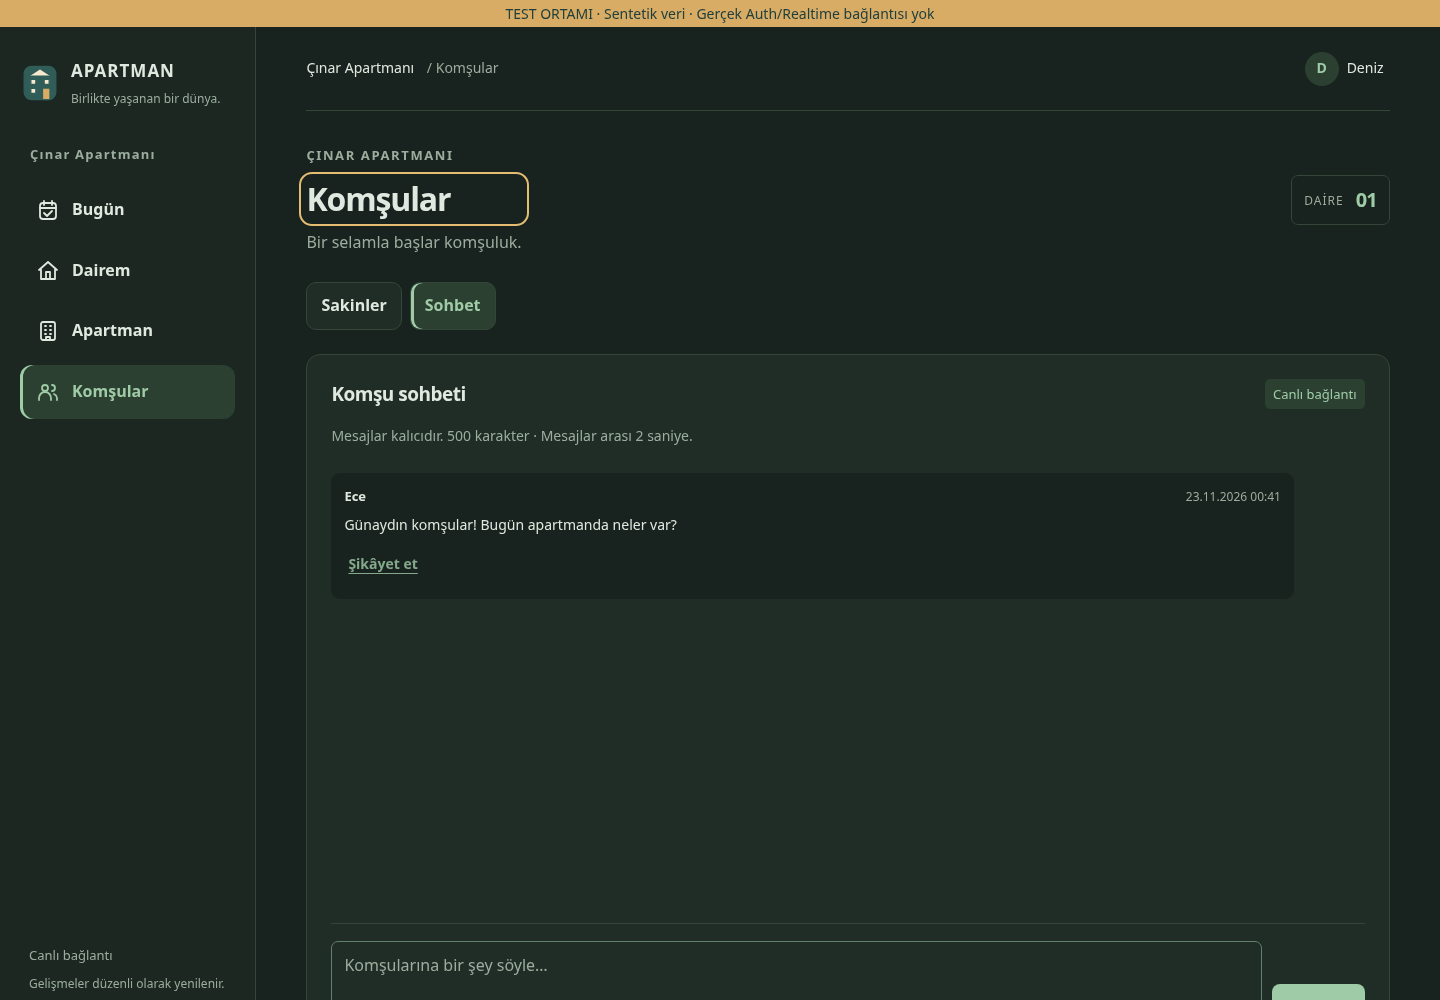 TEST ORTAMI · Sentetik veri · Gerçek Auth/Realtime bağlantısı yok
APARTMAN
Birlikte yaşanan bir dünya.
Çınar Apartmanı
Bugün
Dairem
Apartman
Komşular
Canlı bağlantı
Gelişmeler düzenli olarak yenilenir.
Çınar Apartmanı / Komşular
D Deniz
ÇINAR APARTMANI
Komşular
Bir selamla başlar komşuluk.
DAİRE 01
Sakinler Sohbet
Komşu sohbeti
Canlı bağlantı
Mesajlar kalıcıdır. 500 karakter · Mesajlar arası 2 saniye.
Ece 23.11.2026 00:41
Günaydın komşular! Bugün apartmanda neler var?
Şikâyet et
Komşularına bir şey söyle…